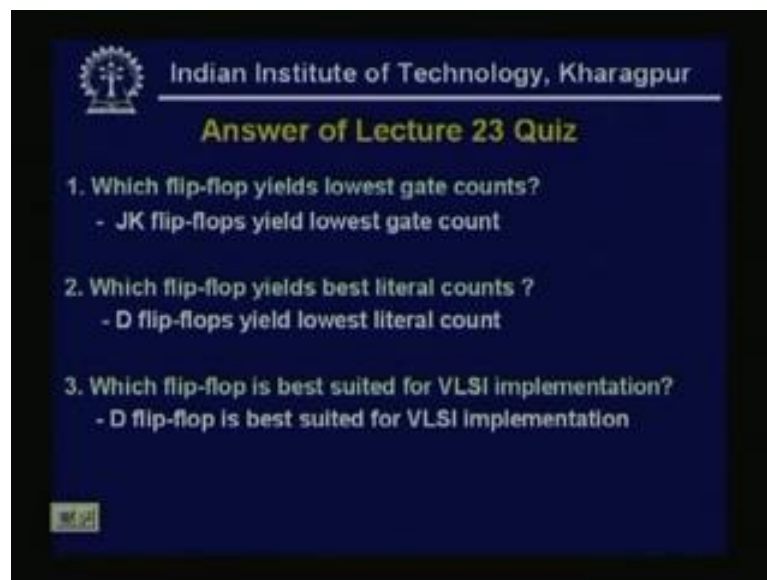 Indian Institute of Technology, Kharagpur
Answer of Lecture 23 Quiz
1. Which flip-flop yields lowest gate counts?
- JK flip-flops yield lowest gate count
2. Which flip-flop yields best literal counts ?
- D flip-flops yield lowest literal count
3. Which flip-flop is best suited for VLSI implementation?
- D flip-flop is best suited for VLSI implementation